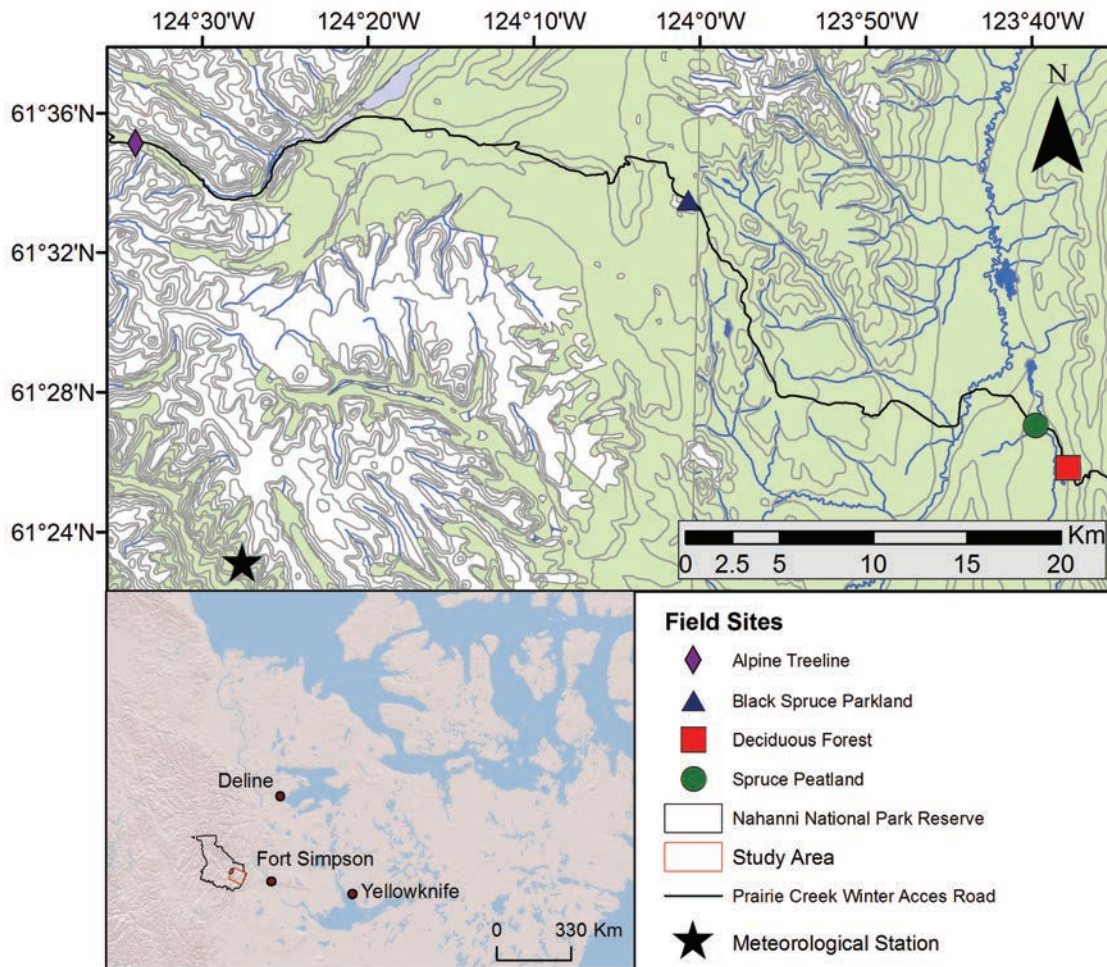 124°30'W 124°20'W 124°10'W 124°0'W 123°50'W 123°40'W
N
61°36'N
61°32'N
61°28'N
61°24'N
Km
0 2.5 5 10 15 20
Deline
Fort Simpson
Yellowknife
0 330 Km
Field Sites
Alpine Treeline
Black Spruce Parkland
Deciduous Forest
Spruce Peatland
Nahanni National Park Reserve
Study Area
Prairie Creek Winter Acces Road
Meteorological Station